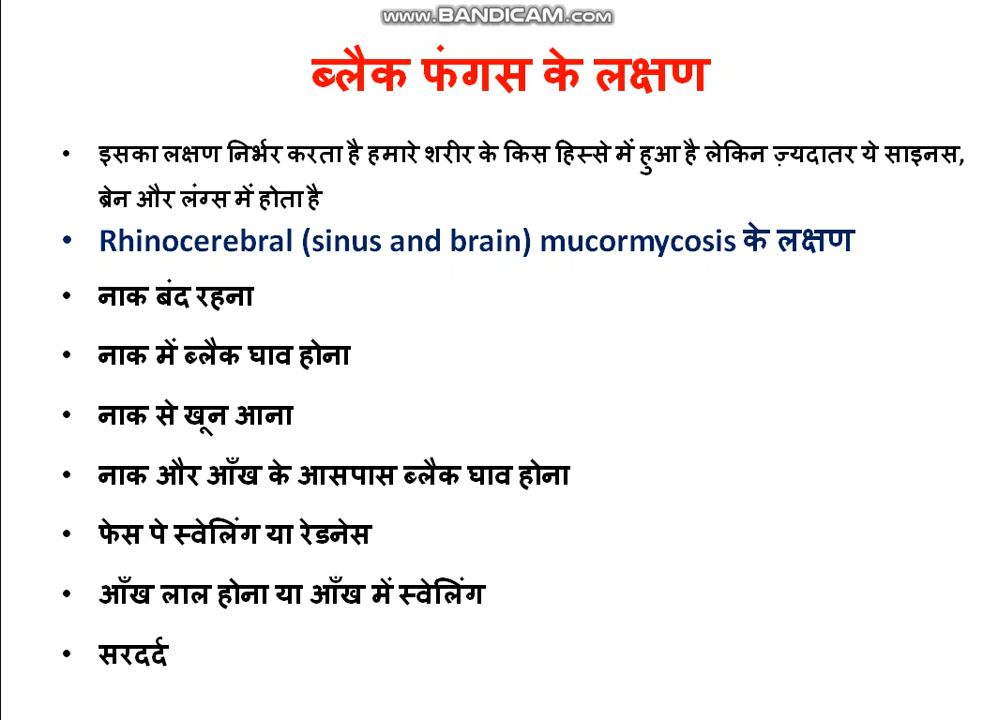 www.BANDICAM.com
ब्लैक फंगस के लक्षण
• इसका लक्षण निर्भर करता है हमारे शरीर के किस हिस्से में हुआ है लेकिन ज़्यदातर ये साइनस,
ब्रेन और लंग्स में होता है
• Rhinocerebral (sinus and brain) mucormycosis के लक्षण
• नाक बंद रहना
• नाक में ब्लैक घाव होना
• नाक से खून आना
• नाक और आँख के आसपास ब्लैक घाव होना
• फेस पे स्वेलिंग या रेडनेस
• आँख लाल होना या आँख में स्वेलिंग
• सरदर्द